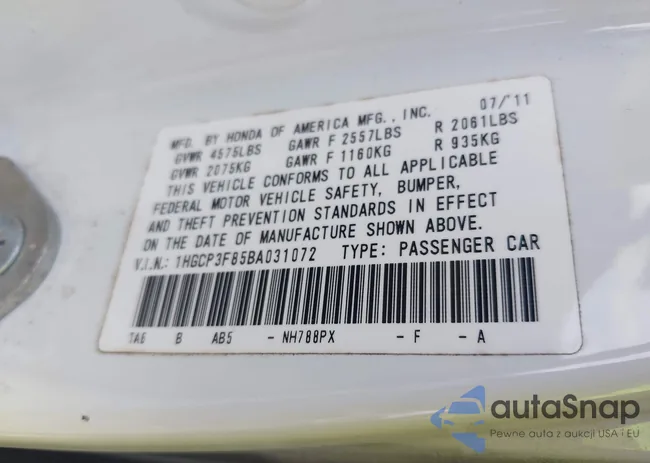 MFD. BY HONDA OF AMERICA MFG., INC. 07/'11
GVWR 4575LBS GAWR F 2557LBS R 2061LBS
GVWR 2075KG GAWR F 1160KG R 935KG
THIS VEHICLE CONFORMS TO ALL APPLICABLE
FEDERAL MOTOR VEHICLE SAFETY, BUMPER,
AND THEFT PREVENTION STANDARDS IN EFFECT
ON THE DATE OF MANUFACTURE SHOWN ABOVE.
V.I.N.: 1HGCP3F85BA031072 TYPE: PASSENGER CAR
TA6 B AB5 - NH788PX - F - A
autaSnap
Pewne auta z aukcji USA i EU